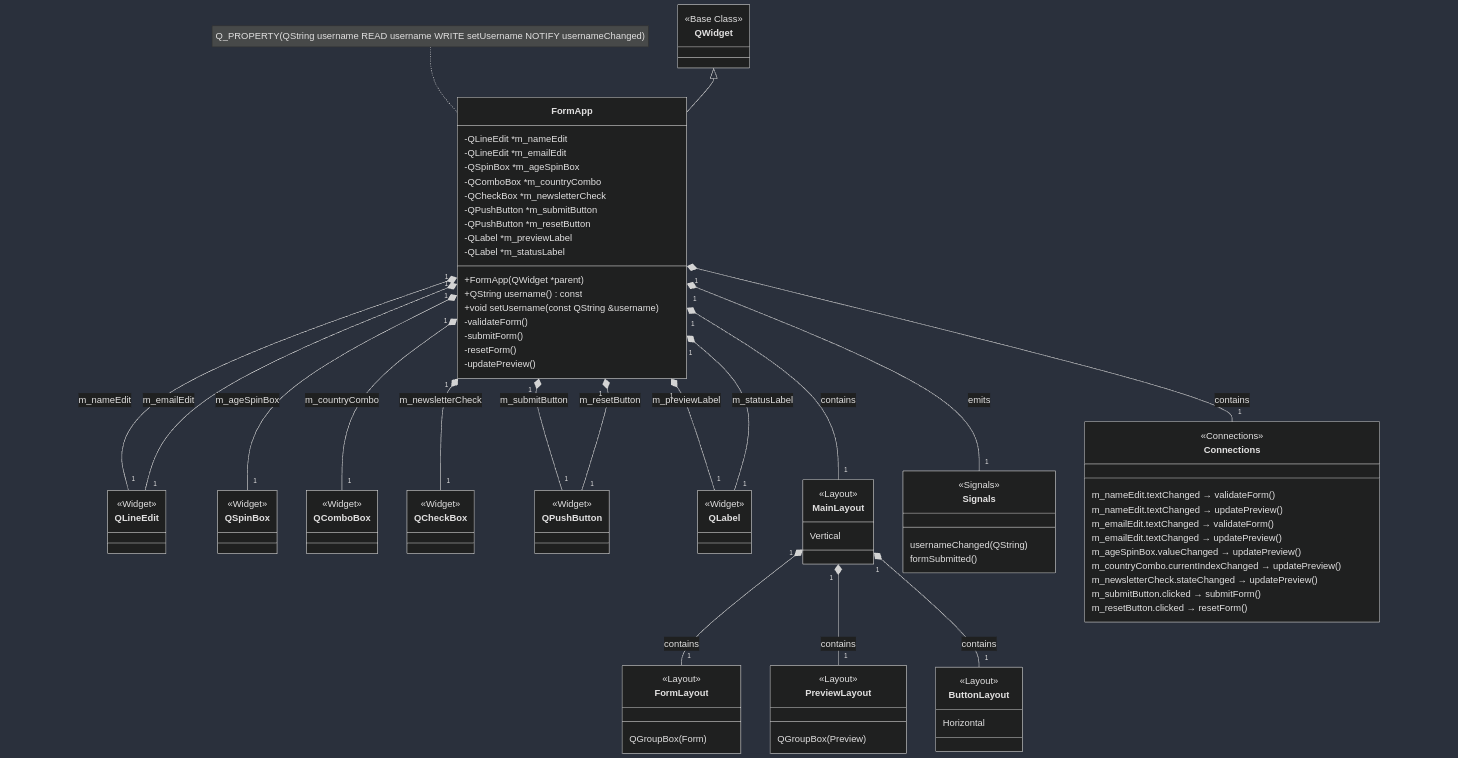 «Base Class»
QWidget
Q_PROPERTY(QString username READ username WRITE setUsername NOTIFY usernameChanged)
FormApp
-QLineEdit *m_nameEdit
-QLineEdit *m_emailEdit
-QSpinBox *m_ageSpinBox
-QComboBox *m_countryCombo
-QCheckBox *m_newsletterCheck
-QPushButton *m_submitButton
-QPushButton *m_resetButton
-QLabel *m_previewLabel
-QLabel *m_statusLabel
+FormApp(QWidget *parent)
+QString username() : const
+void setUsername(const QString &username)
-validateForm()
-submitForm()
-resetForm()
-updatePreview()
1
1
1
1
1
1
1
1
1
1
1
1
1
m_nameEdit
m_emailEdit
m_ageSpinBox
m_countryCombo
m_newsletterCheck
m_submitButton
m_resetButton
m_previewLabel
m_statusLabel
contains
emits
contains
1
1
1
1
1
1
1
1
1
1
1
1
«Widget»
QLineEdit
«Widget»
QSpinBox
«Widget»
QComboBox
«Widget»
QCheckBox
«Widget»
QPushButton
«Widget»
QLabel
«Layout»
MainLayout
Vertical
«Signals»
Signals
usernameChanged(QString)
formSubmitted()
«Connections»
Connections
m_nameEdit.textChanged → validateForm()
m_nameEdit.textChanged → updatePreview()
m_emailEdit.textChanged → validateForm()
m_emailEdit.textChanged → updatePreview()
m_ageSpinBox.valueChanged → updatePreview()
m_countryCombo.currentIndexChanged → updatePreview()
m_newsletterCheck.stateChanged → updatePreview()
m_submitButton.clicked → submitForm()
m_resetButton.clicked → resetForm()
1
1
1
contains
contains
contains
1
1
1
«Layout»
FormLayout
QGroupBox(Form)
«Layout»
PreviewLayout
QGroupBox(Preview)
«Layout»
ButtonLayout
Horizontal